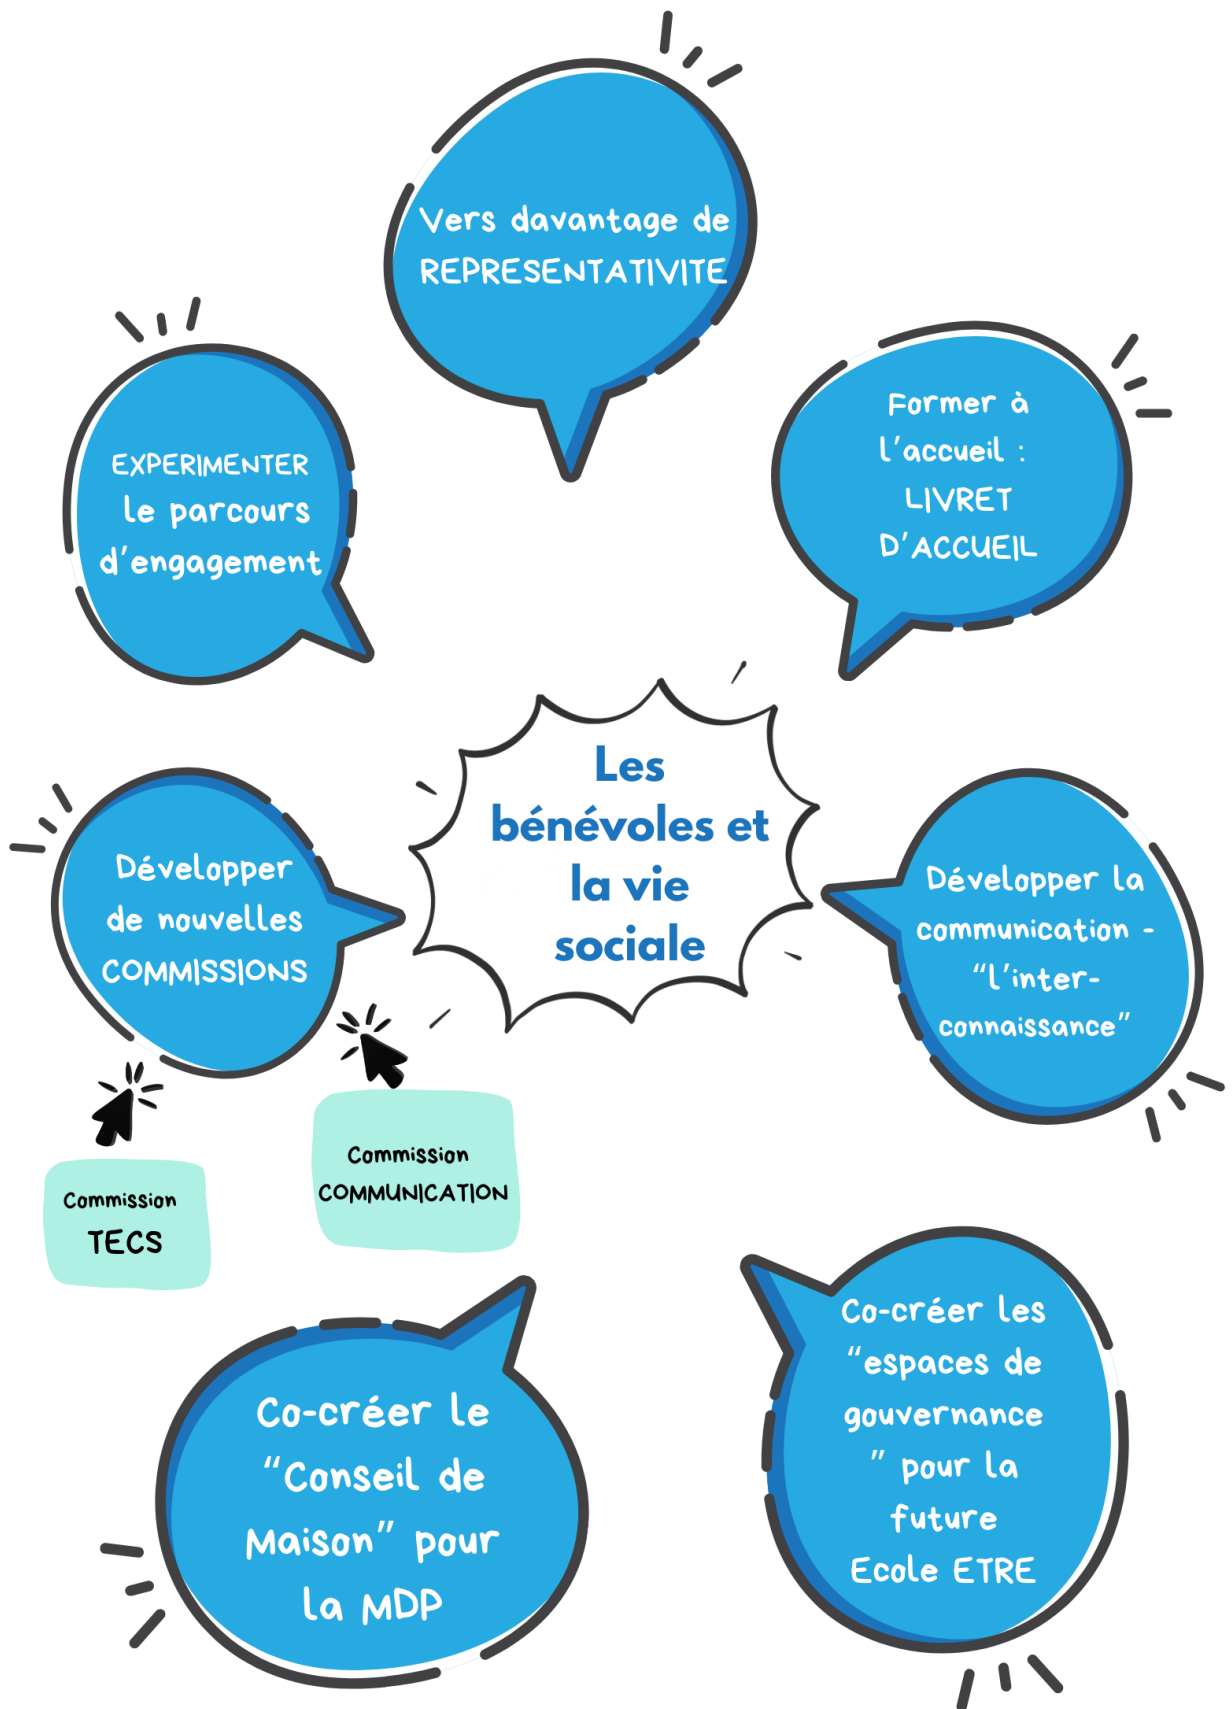 Vers davantage de
REPRESENTATIVITE
EXPERIMENTER
le parcours
d'engagement
Former à
l'accueil :
LIVRET
D'ACCUEIL
Les
bénévoles et
la vie
sociale
Développer
de nouvelles
COMMISSIONS
Développer la
communication -
"l'inter-
connaissance"
Commission
TECS
Commission
COMMUNICATION
Co-créer le
"Conseil de
Maison" pour
la MDP
Co-créer les
"espaces de
gouvernance
" pour la
future
Ecole ETRE